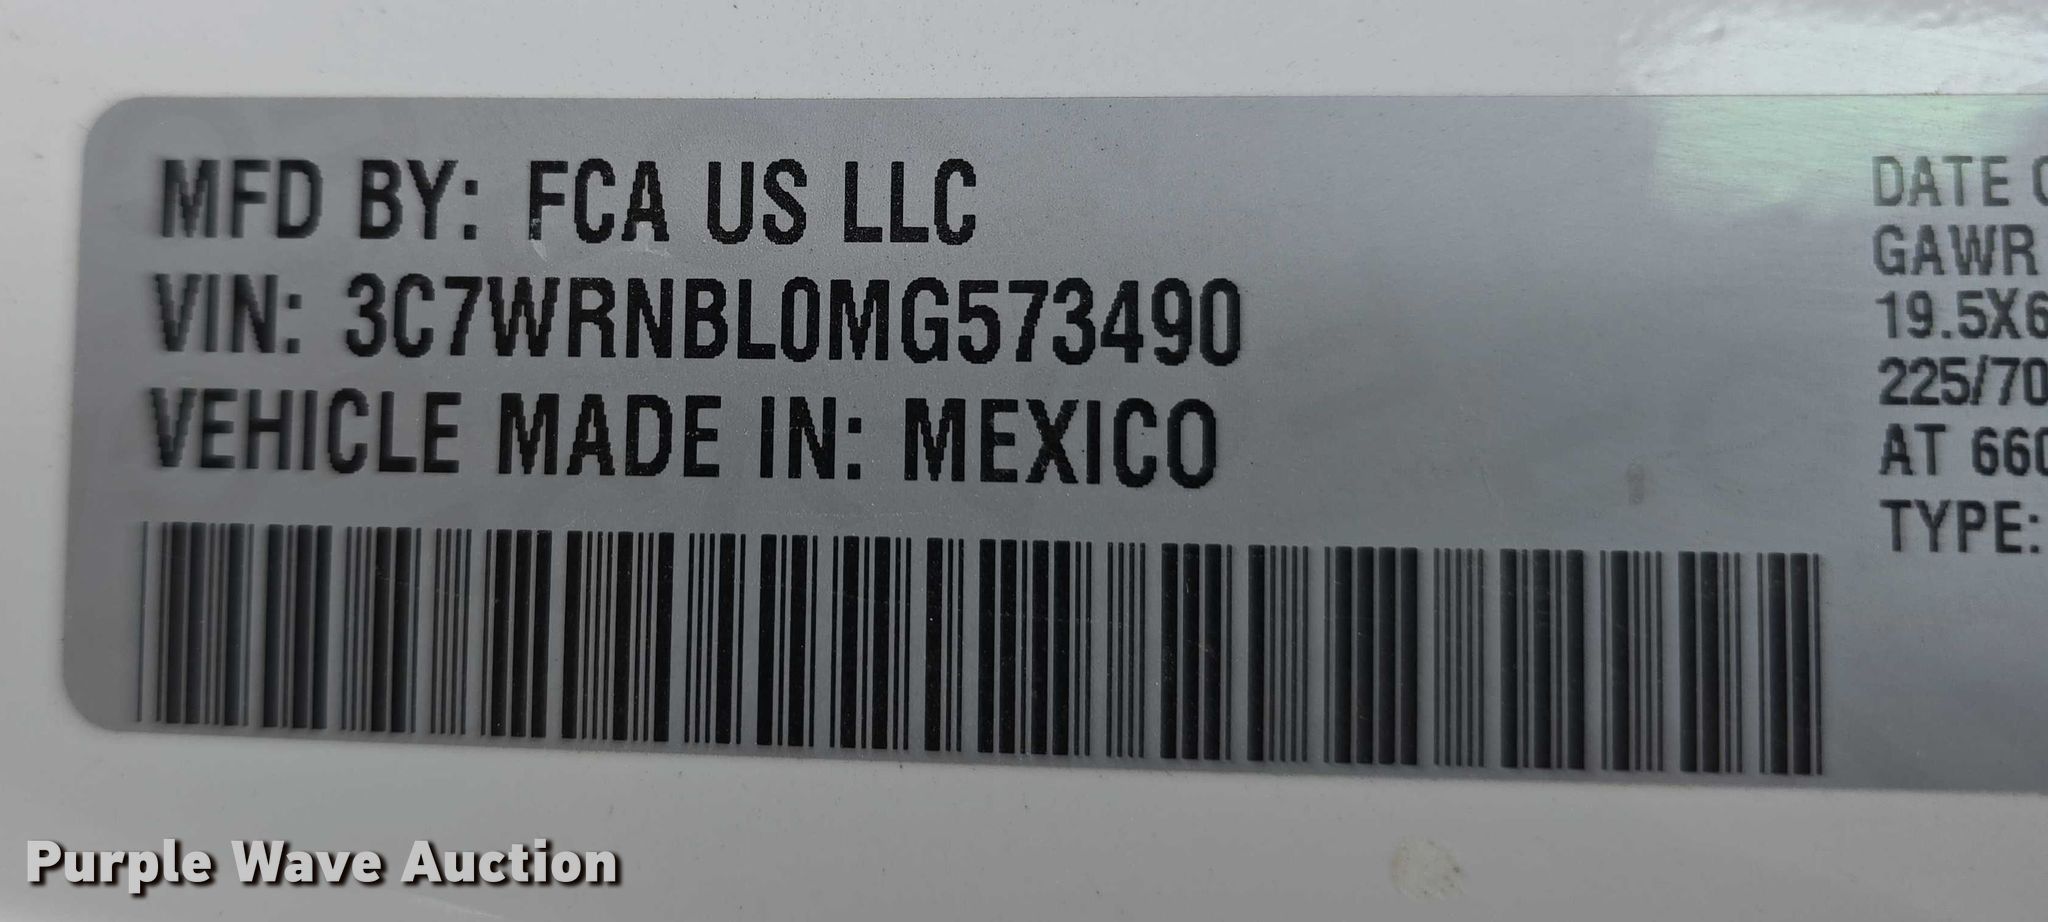 MFD BY: FCA US LLC
VIN: 3C7WRNBL0MG573490
VEHICLE MADE IN: MEXICO
DATE
GAWR
19.5X6
225/70
AT 660
TYPE:
Purple Wave Auction